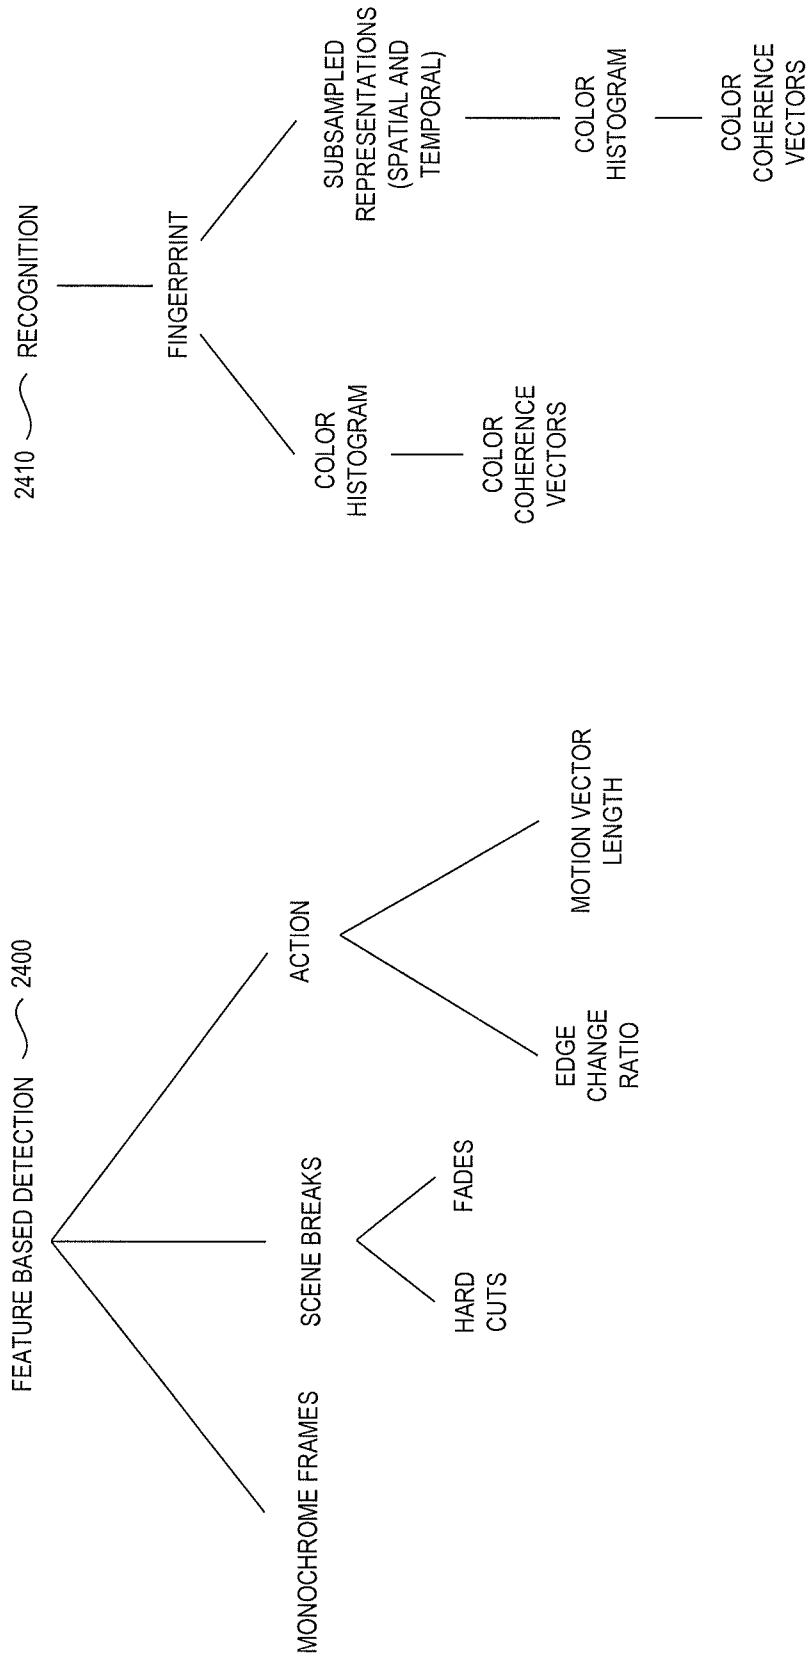 FEATURE BASED DETECTION 2400
MONOCHROME FRAMES
SCENE BREAKS
HARD
CUTS
FADES
ACTION
EDGE
CHANGE
RATIO
MOTION VECTOR
LENGTH
2410 RECOGNITION
FINGERPRINT
COLOR
HISTOGRAM
COLOR
COHERENCE
VECTORS
SUBSAMPLED
REPRESENTATIONS
(SPATIAL AND
TEMPORAL)
COLOR
HISTOGRAM
COLOR
COHERENCE
VECTORS